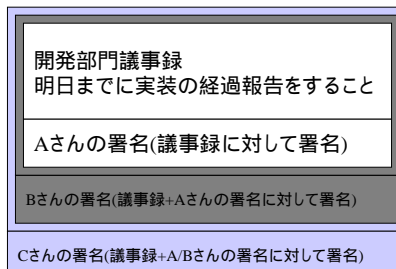 開発部門議事録
明日までに実装の経過報告をすること
Aさんの署名(議事録に対して署名)
Bさんの署名(議事録+Aさんの署名に対して署名)
Cさんの署名(議事録+A/Bさんの署名に対して署名)